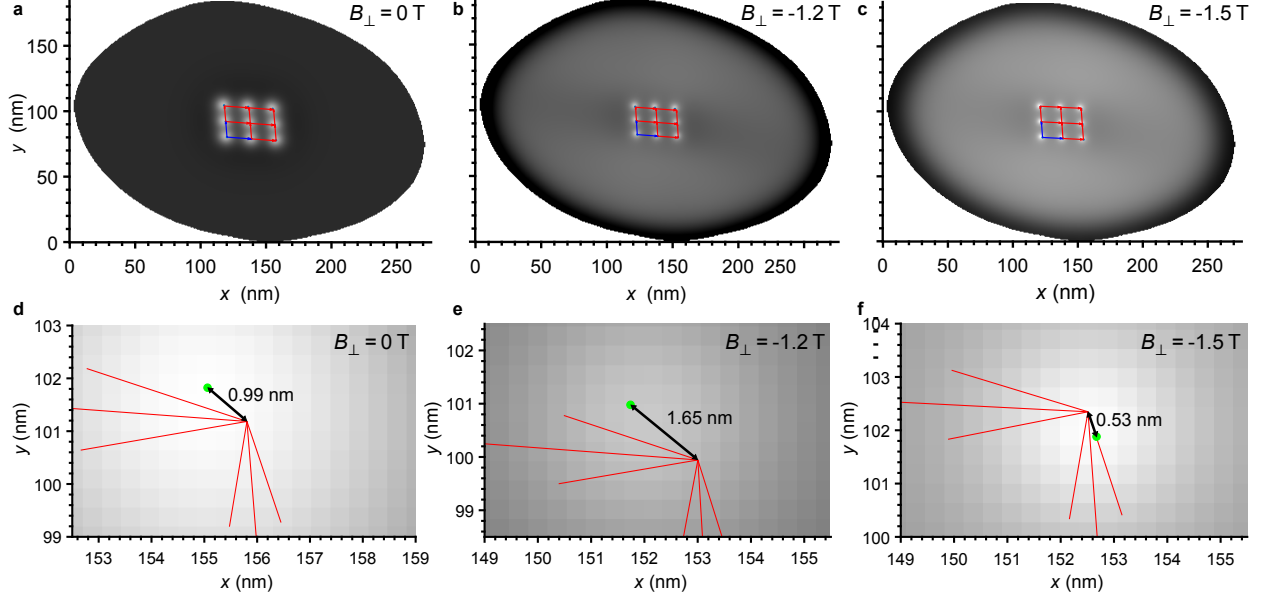 a
B⊥ = 0 T
150
100
50
0
y (nm)
0 50 100 150 200 250
x (nm)
b
B⊥ = -1.2 T
0 50 100 150 200 250
x (nm)
c
B⊥ = -1.5 T
0 50 100 150 200 250
x (nm)
d
B⊥ = 0 T
103
102
101
100
99
y (nm)
0.99 nm
153 154 155 156 157 158 159
x (nm)
e
B⊥ = -1.2 T
102
101
100
99
y (nm)
1.65 nm
149 150 151 152 153 154 155
x (nm)
f
B⊥ = -1.5 T
104
103
102
101
100
y (nm)
0.53 nm
149 150 151 152 153 154 155
x (nm)